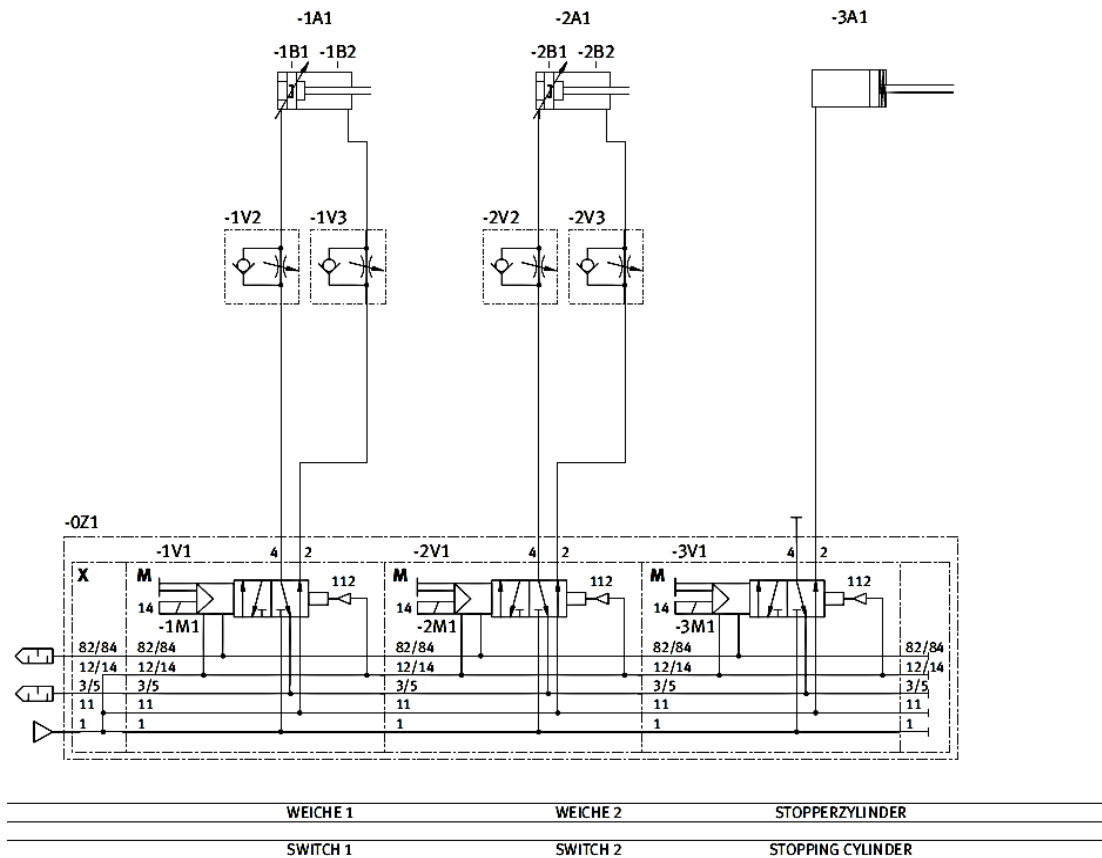 -1A1 -2A1 -3A1
-1B1 -1B2 -2B1 -2B2
-1V2 -1V3 -2V2 -2V3
-0Z1
-1V1 4 2 -2V1 4 2 -3V1 4 2
X M M M
112 112 112
14 14 14
-1M1 -2M1 -3M1
82/84 82/84 82/84 82/84 82/84
12/14 12/14 12/14 12/14 12/14
3/5 3/5 3/5 3/5 3/5
11 11 11 11 11
1 1 1 1 1
WEICHE 1 WEICHE 2 STOPPERZYLINDER
SWITCH 1 SWITCH 2 STOPPING CYLINDER